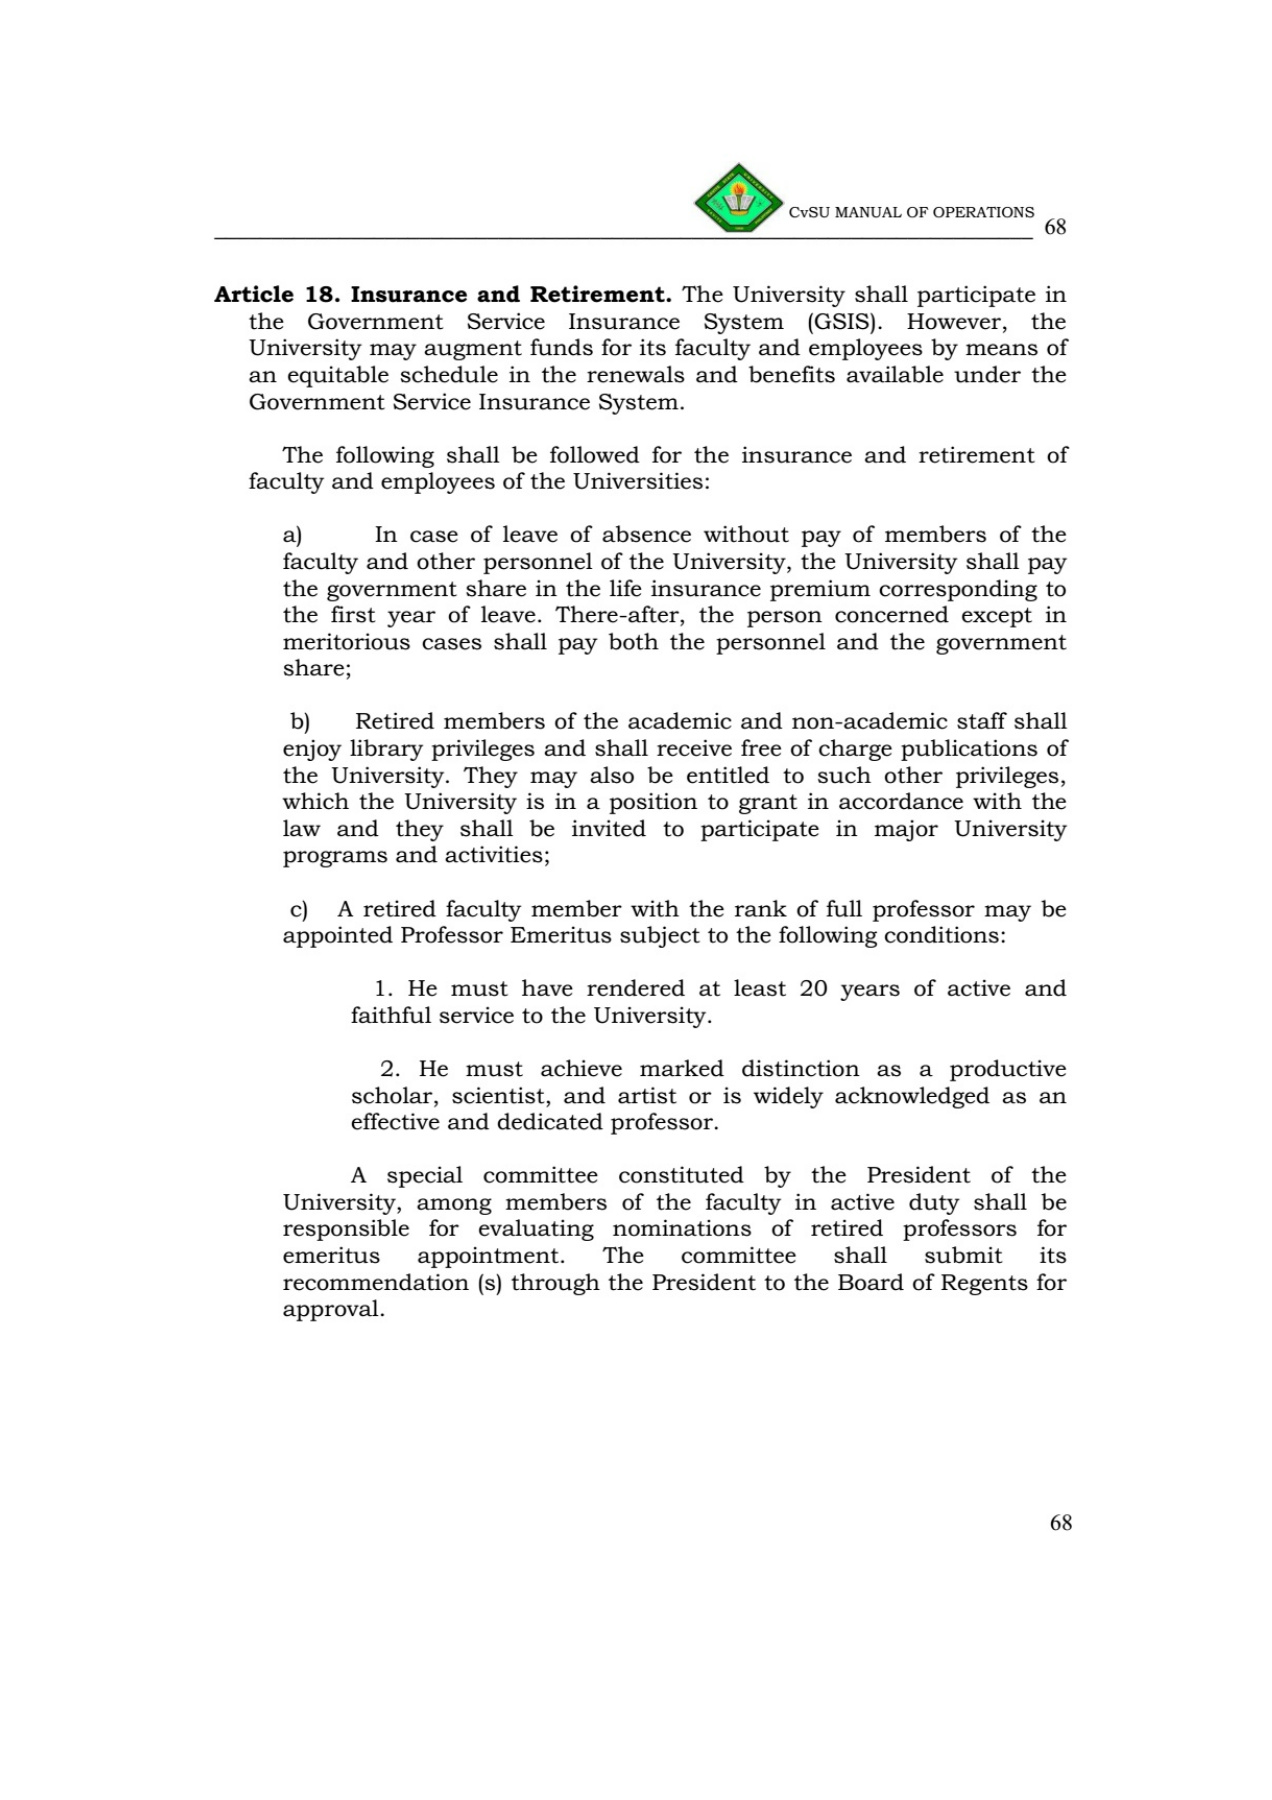 CvSU MANUAL OF OPERATIONS
68
Article 18. Insurance and Retirement. The University shall participate in
the Government Service Insurance System (GSIS). However, the
University may augment funds for its faculty and employees by means of
an equitable schedule in the renewals and benefits available under the
Government Service Insurance System.
The following shall be followed for the insurance and retirement of
faculty and employees of the Universities:
a) In case of leave of absence without pay of members of the
faculty and other personnel of the University, the University shall pay
the government share in the life insurance premium corresponding to
the first year of leave. There-after, the person concerned except in
meritorious cases shall pay both the personnel and the government
share;
b) Retired members of the academic and non-academic staff shall
enjoy library privileges and shall receive free of charge publications of
the University. They may also be entitled to such other privileges,
which the University is in a position to grant in accordance with the
law and they shall be invited to participate in major University
programs and activities;
c) A retired faculty member with the rank of full professor may be
appointed Professor Emeritus subject to the following conditions:
1. He must have rendered at least 20 years of active and
faithful service to the University.
2. He must achieve marked distinction as a productive
scholar, scientist, and artist or is widely acknowledged as an
effective and dedicated professor.
A special committee constituted by the President of the
University, among members of the faculty in active duty shall be
responsible for evaluating nominations of retired professors for
emeritus appointment. The committee shall submit its
recommendation (s) through the President to the Board of Regents for
approval.
68